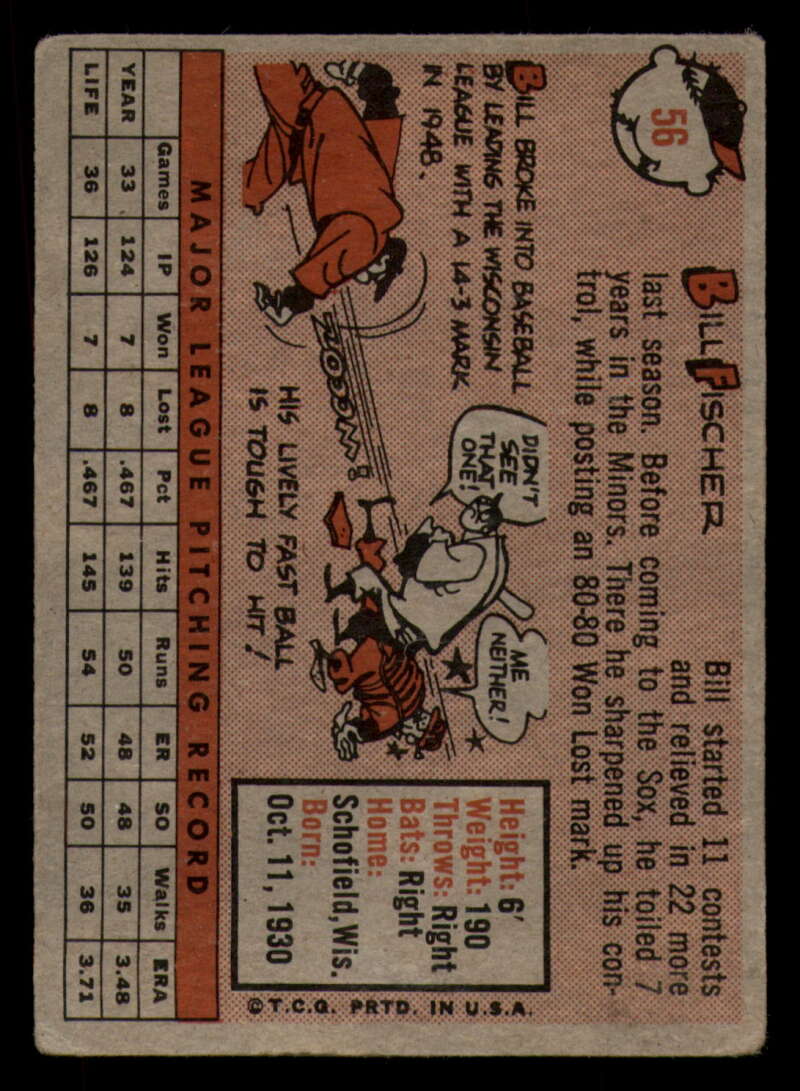 56
BILL FISCHER
Bill started 11 contests
and relieved in 22 more
last season. Before coming to the Sox, he toiled 7
years in the Minors. There he sharpened up his con-
trol, while posting an 80-80 Won Lost mark.
BILL BROKE INTO BASEBALL
BY LEADING THE WISCONSIN
LEAGUE WITH A 14-3 MARK
IN 1948.
DIDN'T
SEE
THAT
ONE!
ME
NEITHER!
ZOOOM!
HIS LIVELY FAST BALL
IS TOUGH TO HIT!
Height: 6'
Weight: 190
Throws: Right
Bats: Right
Home:
Schofield, Wis.
Born:
Oct. 11, 1930
©T.C.G. PRTD. IN U.S.A.
MAJOR LEAGUE PITCHING RECORD
Games IP Won Lost Pct Hits Runs ER SO Walks ERA
YEAR 33 124 7 8 .467 139 50 48 48 35 3.48
LIFE 36 126 7 8 .467 145 54 52 50 36 3.71